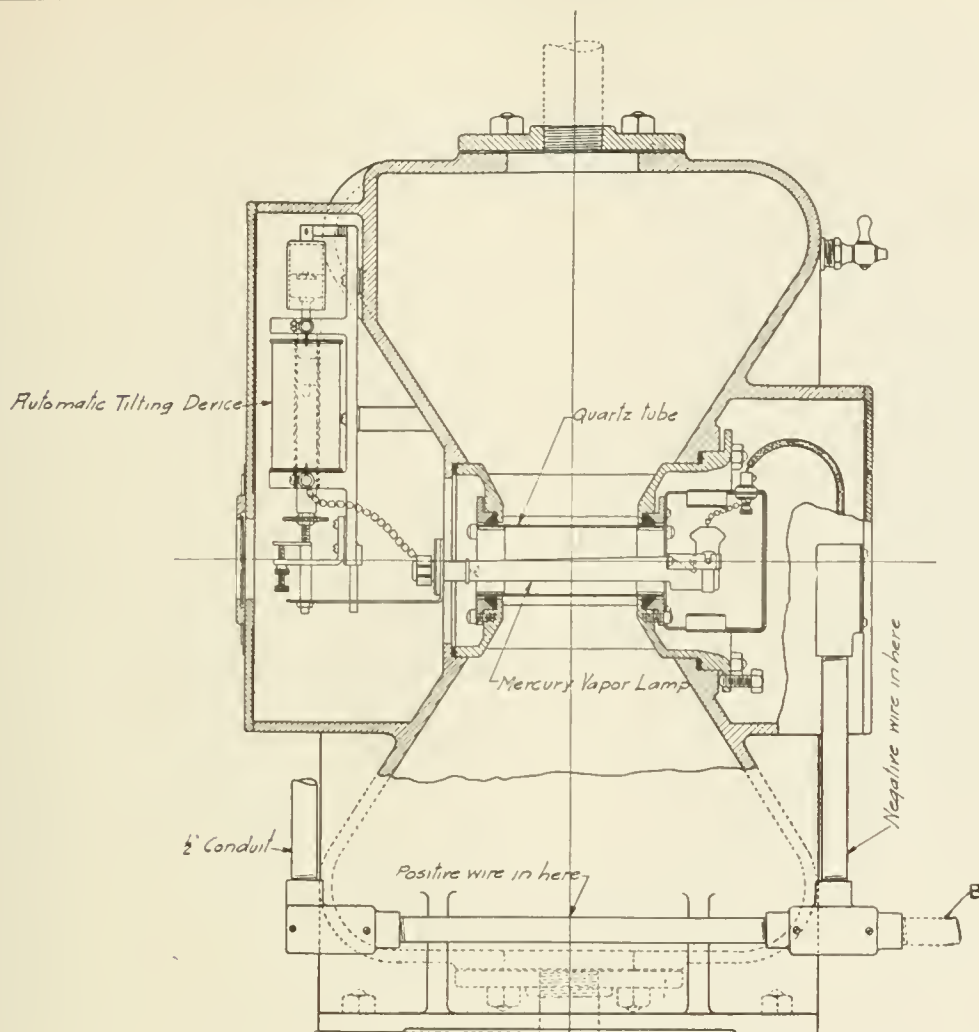 Automatic Tilting Device
Quartz tube
Mercury Vapor Lamp
Negative wire in here
½" Conduit
Positive wire in here
B